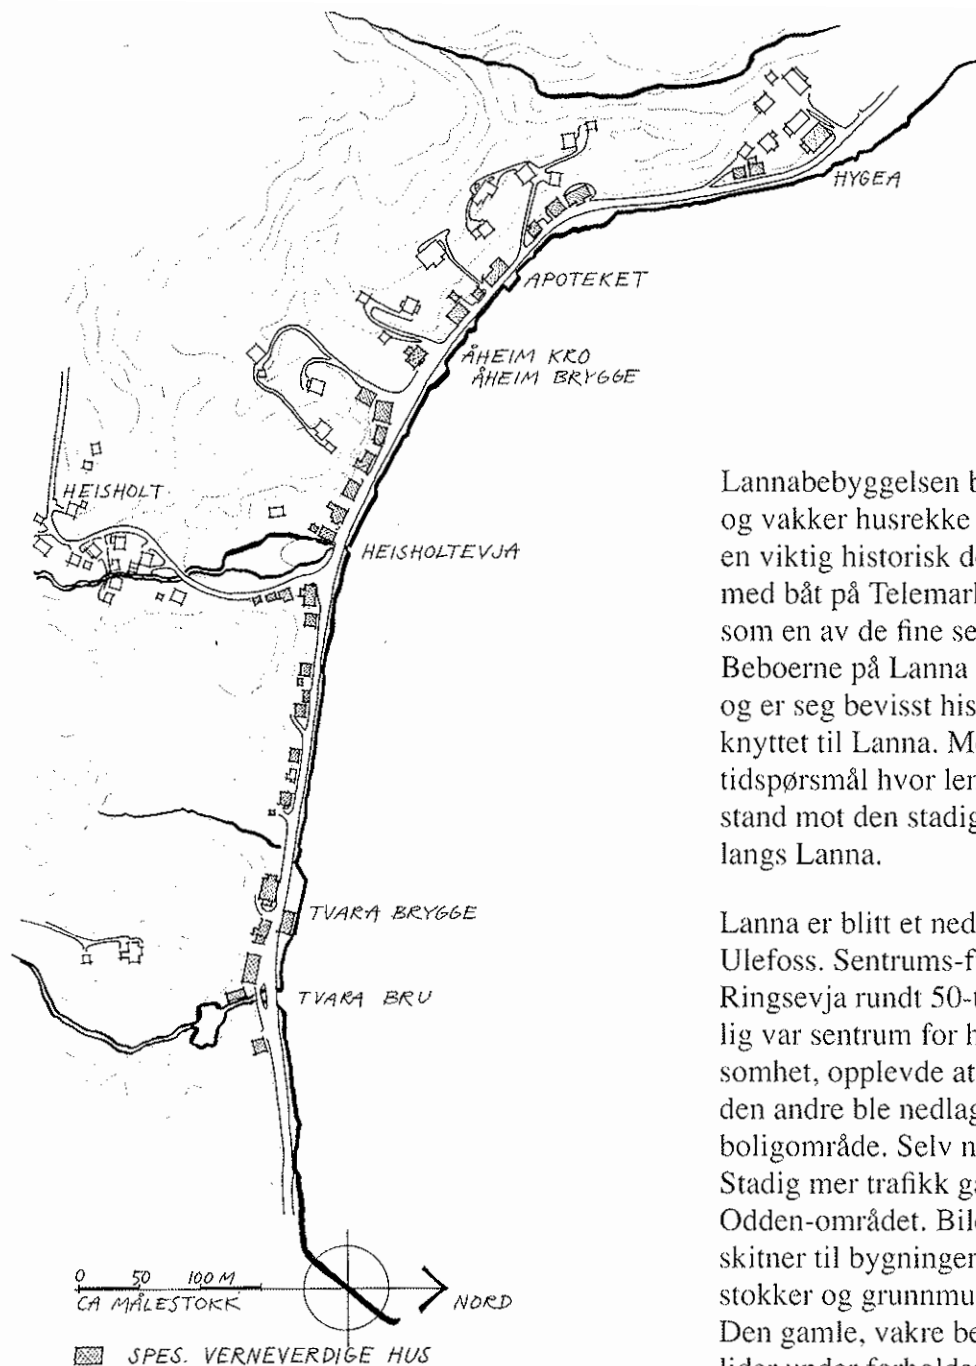 HYGEA
APOTEKET
ÅHEIM KRO
ÅHEIM BRYGGE
HEISHOLT
HEISHOLTEVJA
TVARA BRYGGE
TVARA BRU
0 50 100 M
CA MÅLESTOKK
NORD
SPES. VERNEVERDIGE HUS
Lannabebyggelsen b
og vakker husrekke
en viktig historisk d
med båt på Telemark
som en av de fine se
Beboerne på Lanna
og er seg bevisst his
knyttet til Lanna. M
tidspørsmål hvor len
stand mot den stadig
langs Lanna.
Lanna er blitt et ned
Ulefoss. Sentrums-f
Ringsevja rundt 50-t
lig var sentrum for h
somhet, opplevde at
den andre ble nedlag
boligområde. Selv n
Stadig mer trafikk ga
Odden-området. Bil
skitner til bygninger
stokker og grunnmu
Den gamle, vakre be
lider under forholds